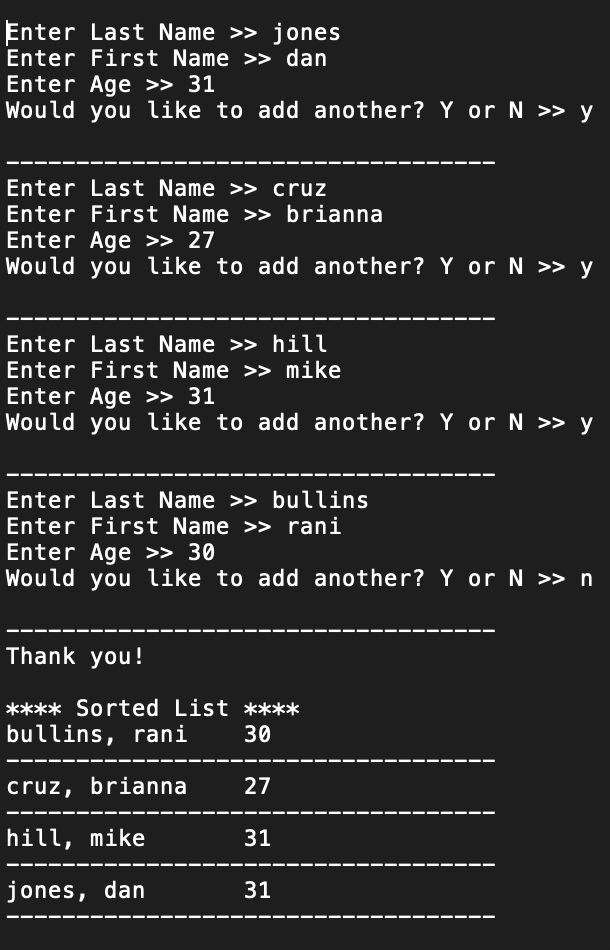 Enter Last Name >> jones
Enter First Name >> dan
Enter Age >> 31
Would you like to add another? Y or N >> y
-----------------------------------
Enter Last Name >> cruz
Enter First Name >> brianna
Enter Age >> 27
Would you like to add another? Y or N >> y
-----------------------------------
Enter Last Name >> hill
Enter First Name >> mike
Enter Age >> 31
Would you like to add another? Y or N >> y
-----------------------------------
Enter Last Name >> bullins
Enter First Name >> rani
Enter Age >> 30
Would you like to add another? Y or N >> n
-----------------------------------
Thank you!
**** Sorted List ****
bullins, rani    30
-----------------------------------
cruz, brianna    27
-----------------------------------
hill, mike       31
-----------------------------------
jones, dan       31
-----------------------------------